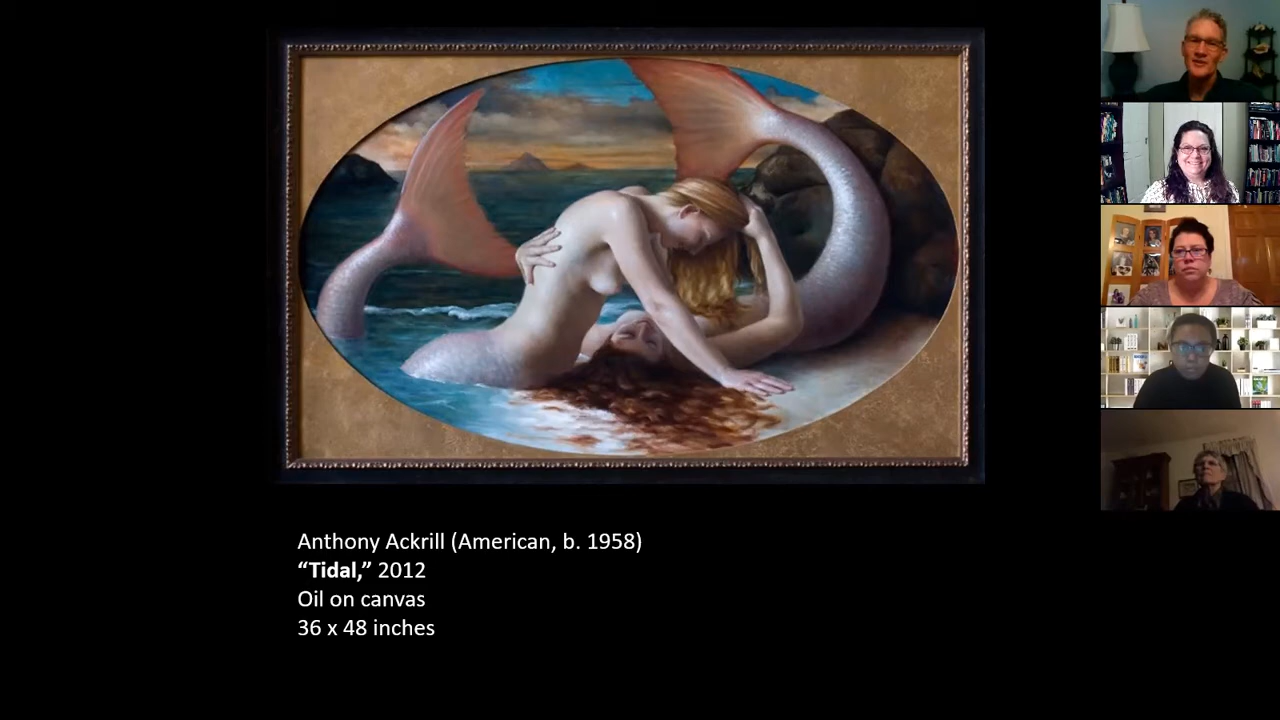 Anthony Ackrill (American, b. 1958)
“Tidal,” 2012
Oil on canvas
36 x 48 inches